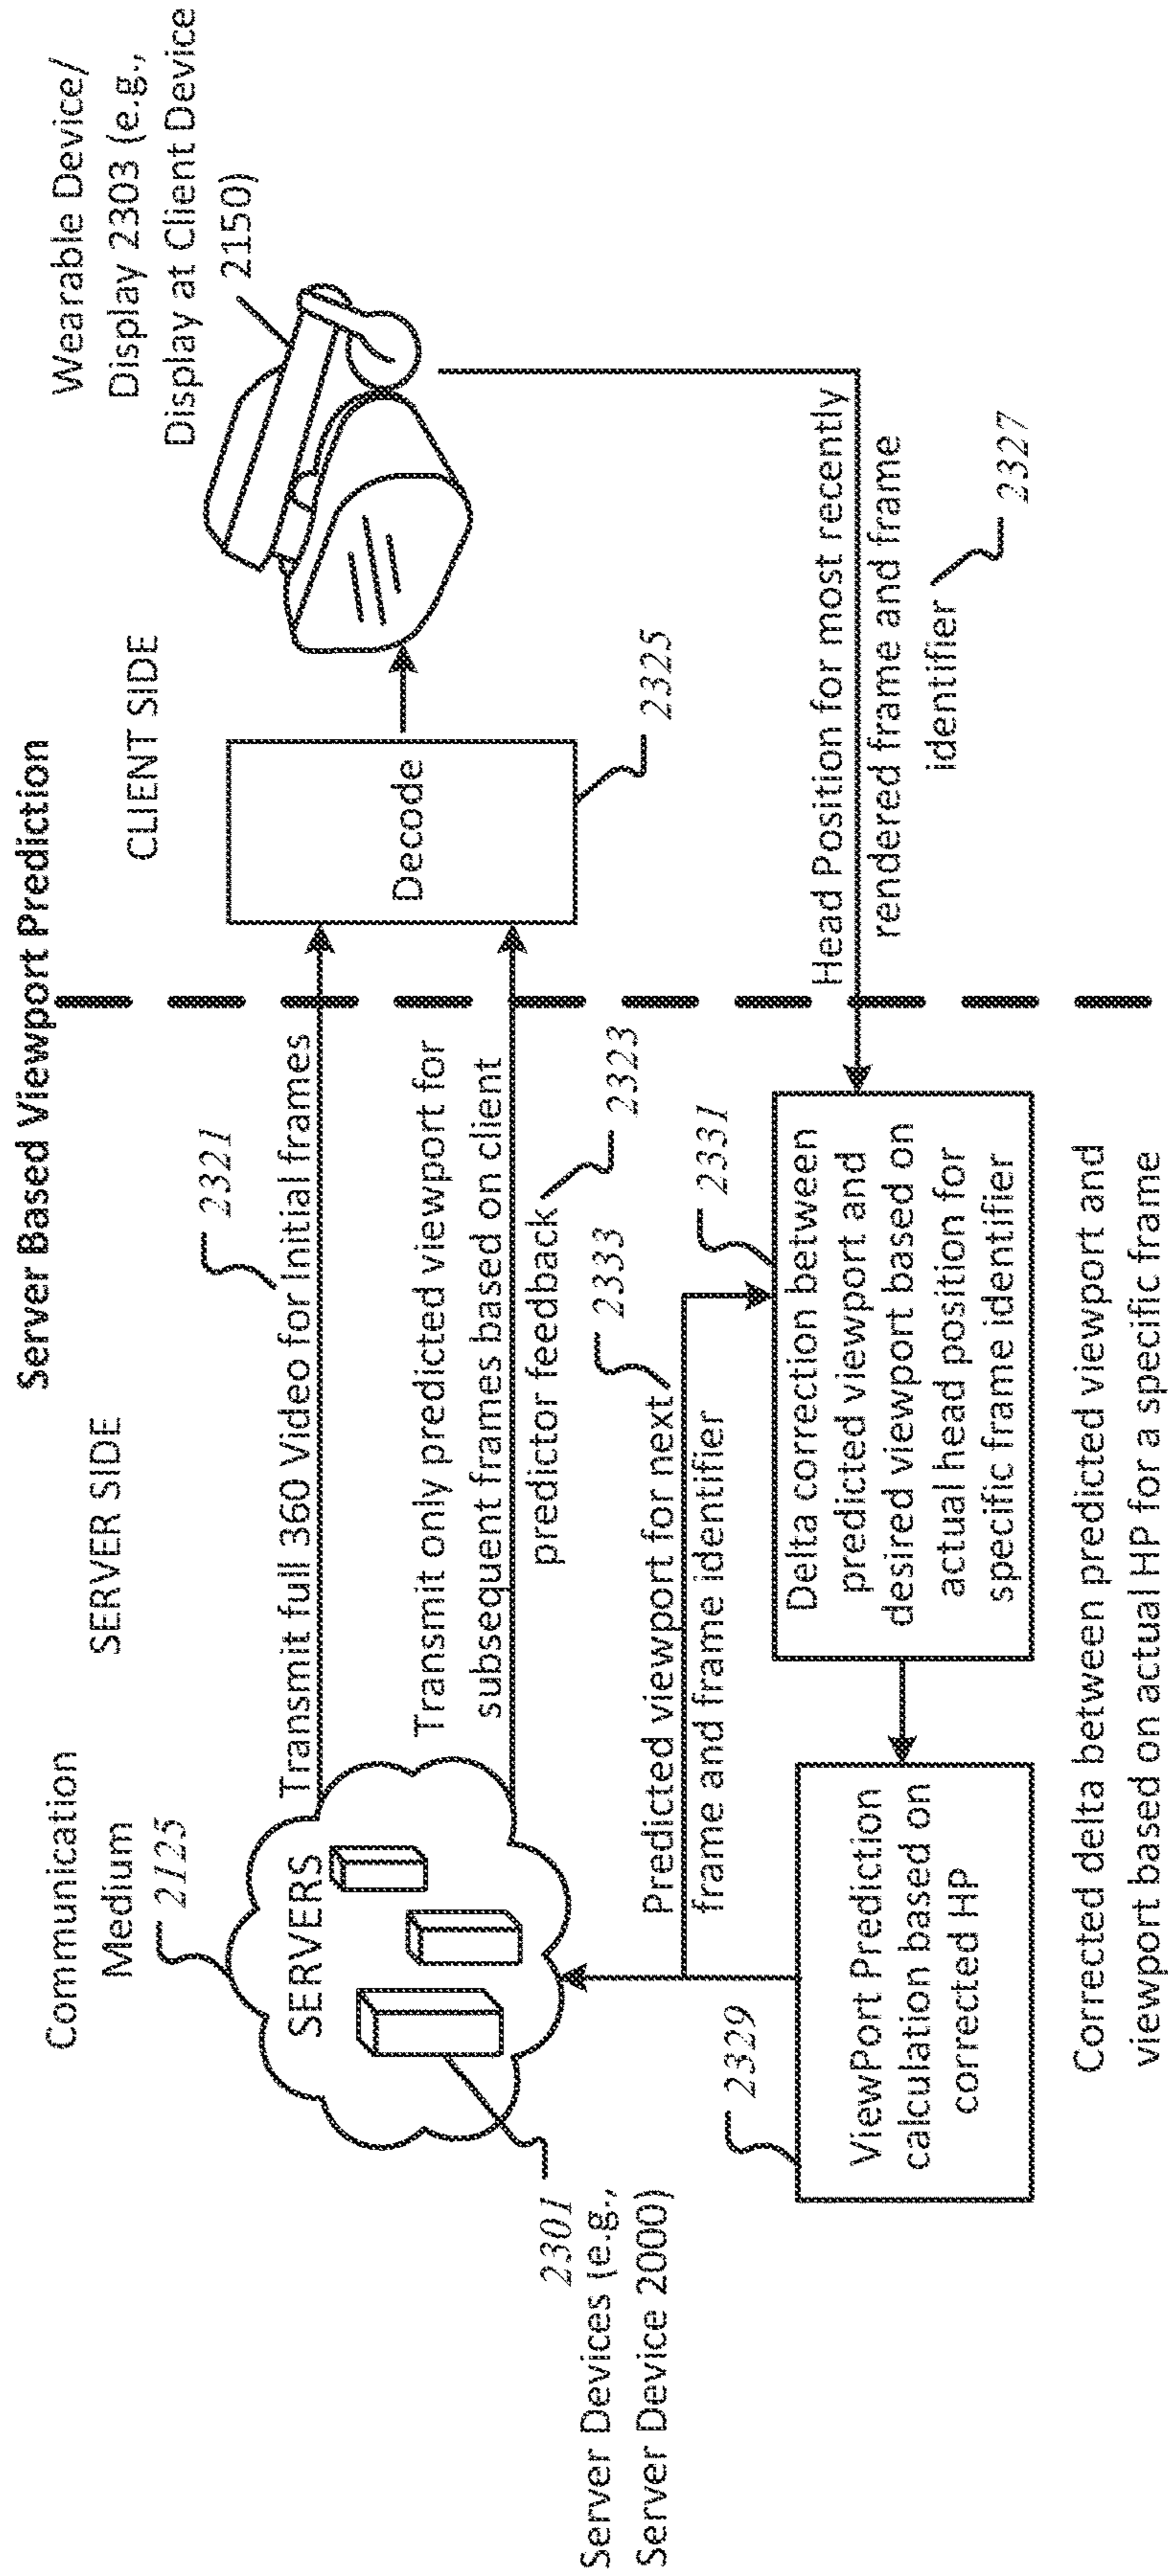 Server Based Viewport Prediction
SERVER SIDE
CLIENT SIDE
Communication
Medium
2125
SERVERS
2301
Server Devices (e.g.,
Server Device 2000)
2321
Transmit full 360 Video for Initial frames
Transmit only predicted viewport for
subsequent frames based on client
predictor feedback
2323
Decode
2325
Wearable Device/
Display 2303 (e.g.,
Display at Client Device
2150)
Head Position for most recently
rendered frame and frame
identifier
2327
2333
Predicted viewport for next
frame and frame identifier
2331
Delta correction between
predicted viewport and
desired viewport based on
actual head position for
specific frame identifier
2329
ViewPort Prediction
calculation based on
corrected HP
Corrected delta between predicted viewport and
viewport based on actual HP for a specific frame